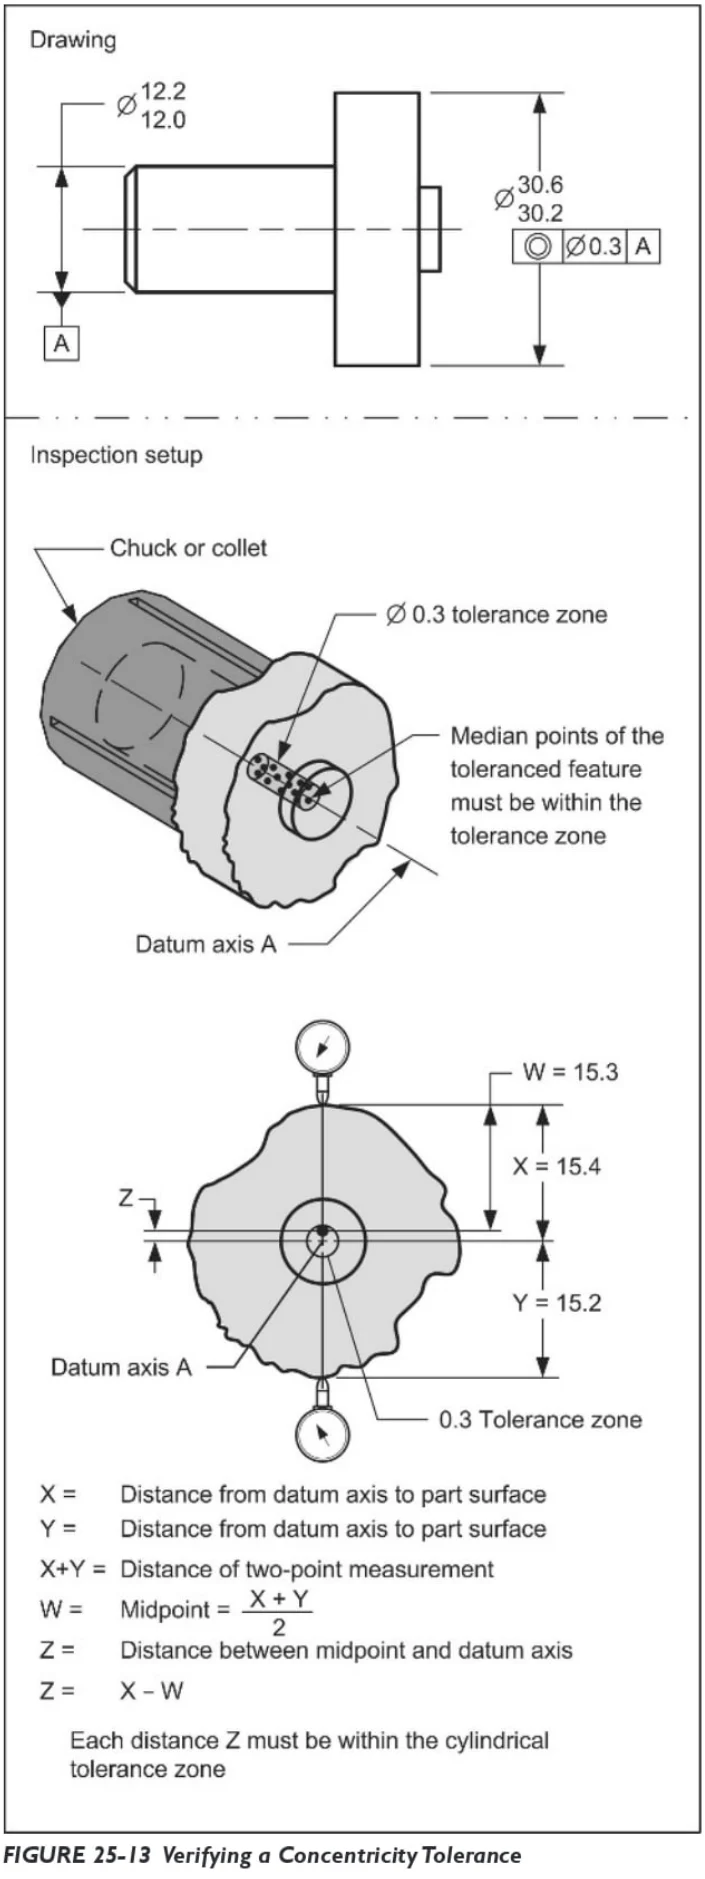 Drawing
Ø 12.2
12.0
Ø 30.6
30.2
◎ Ø0.3 A
A
Inspection setup
Chuck or collet
Ø 0.3 tolerance zone
Median points of the
toleranced feature
must be within the
tolerance zone
Datum axis A
W = 15.3
X = 15.4
Z
Y = 15.2
Datum axis A
0.3 Tolerance zone
X = Distance from datum axis to part surface
Y = Distance from datum axis to part surface
X+Y = Distance of two-point measurement
W = Midpoint = X + Y
2
Z = Distance between midpoint and datum axis
Z = X – W
Each distance Z must be within the cylindrical
tolerance zone
FIGURE 25-13 Verifying a Concentricity Tolerance